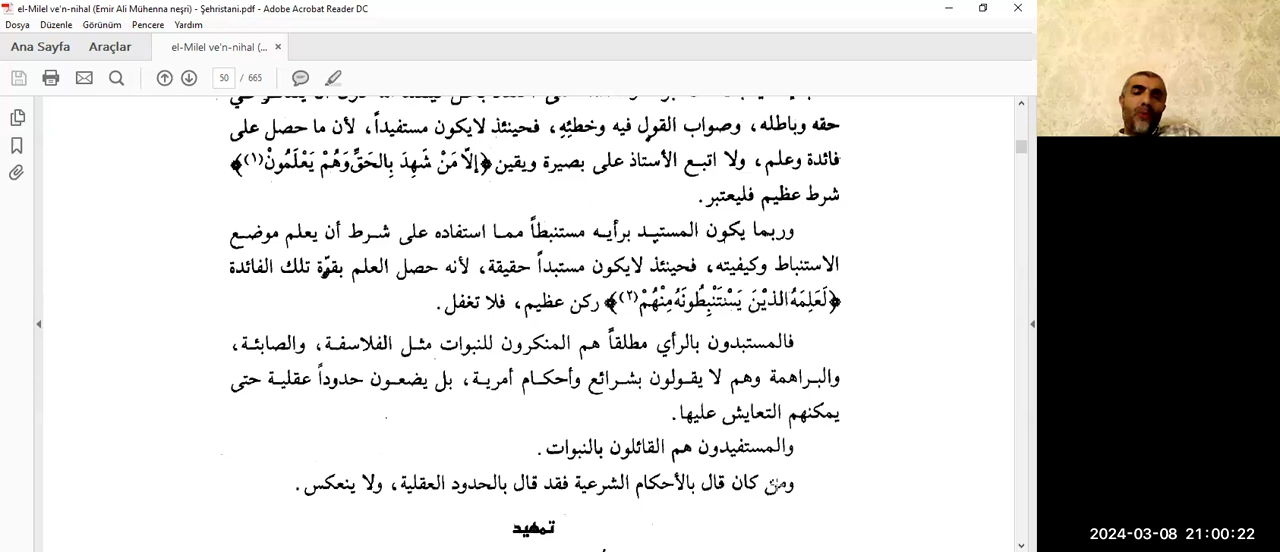 el-Milel ve'n-nihal (Emir Ali Mühenna neşri) - Şehristani.pdf - Adobe Acrobat Reader DC
Dosya Düzenle Görünüm Pencere Yardım
Ana Sayfa Araçlar el-Milel ve'n-nihal (... ×
50 / 665
حقه وباطله، وصواب القول فيه وخطئِهِ، فحينئذ لايكون مستفيداً، لأن ما حصل على
فائدة وعلم، ولا اتبع الأستاذ على بصيرة ويقين ﴿إلَّا مَنْ شَهِدَ بِالحَقِّ وَهُمْ يَعْلَمُونْ(١)﴾
شرط عظيم فليعتبر.
وربما يكون المستبد برأيه مستنبطاً مما استفاده على شرط أن يعلم موضع
الاستنباط وكيفيته، فحينئذ لايكون مستبداً حقيقة، لأنه حصل العلم بقوّة تلك الفائدة
﴿لَعَلِمَهُ الذيْنَ يَسْتَنْبِطُونَهُ مِنْهُمْ(٢)﴾ ركن عظيم، فلا تغفل.
فالمستبدون بالرأي مطلقاً هم المنكرون للنبوات مثل الفلاسفة، والصابئة،
والبراهمة وهم لا يقولون بشرائع وأحكام أمرية، بل يضعون حدوداً عقلية حتى
يمكنهم التعايش عليها.
والمستفيدون هم القائلون بالنبوات.
ومن كان قال بالأحكام الشرعية فقد قال بالحدود العقلية، ولا ينعكس.
تمهيد
2024-03-08 21:00:22